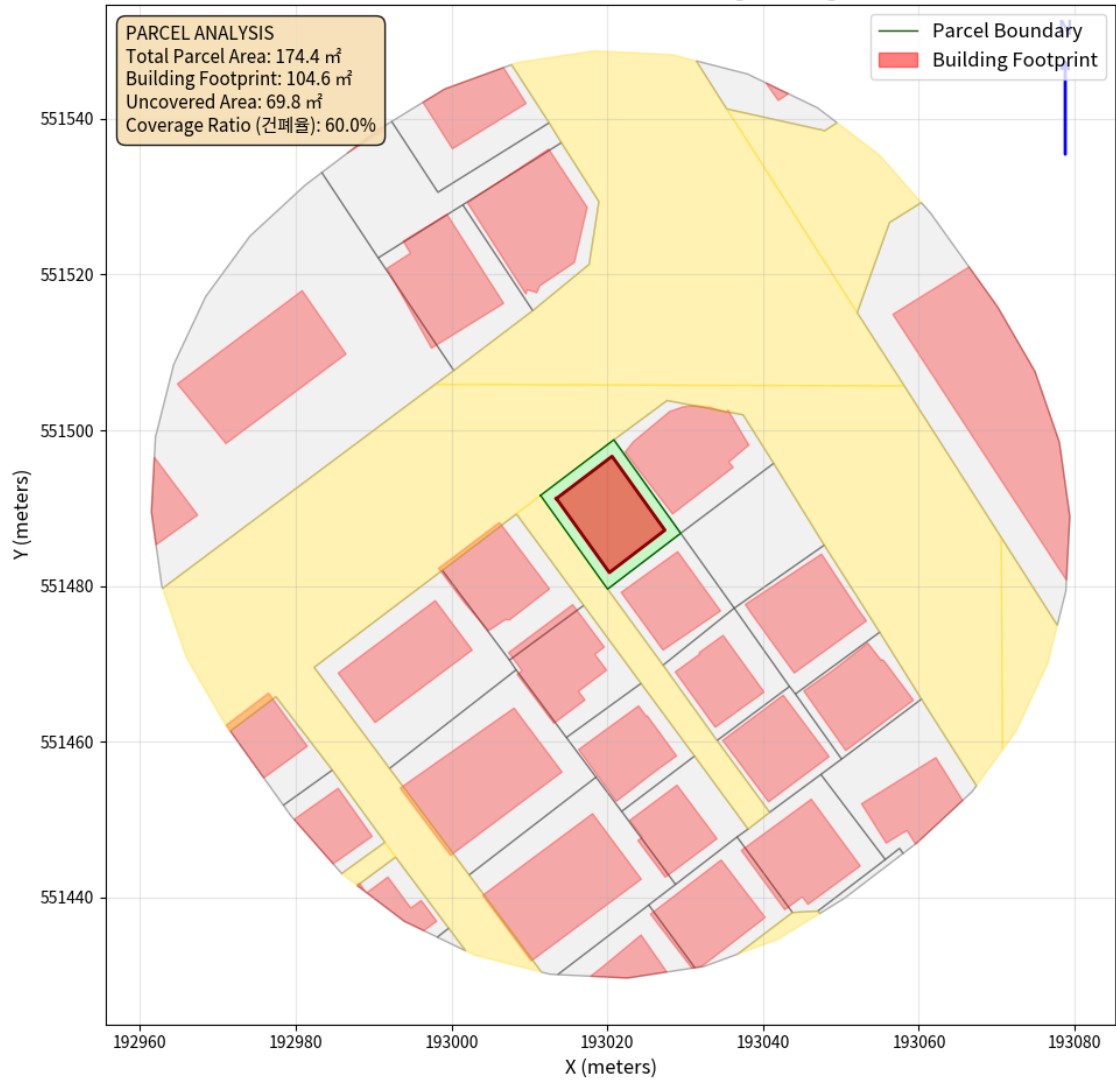 PARCEL ANALYSIS
Total Parcel Area: 174.4 ㎡
Building Footprint: 104.6 ㎡
Uncovered Area: 69.8 ㎡
Coverage Ratio (건폐율): 60.0%
N
Parcel Boundary
Building Footprint
551540
551520
551500
551480
551460
551440
Y (meters)
192960 192980 193000 193020 193040 193060 193080
X (meters)